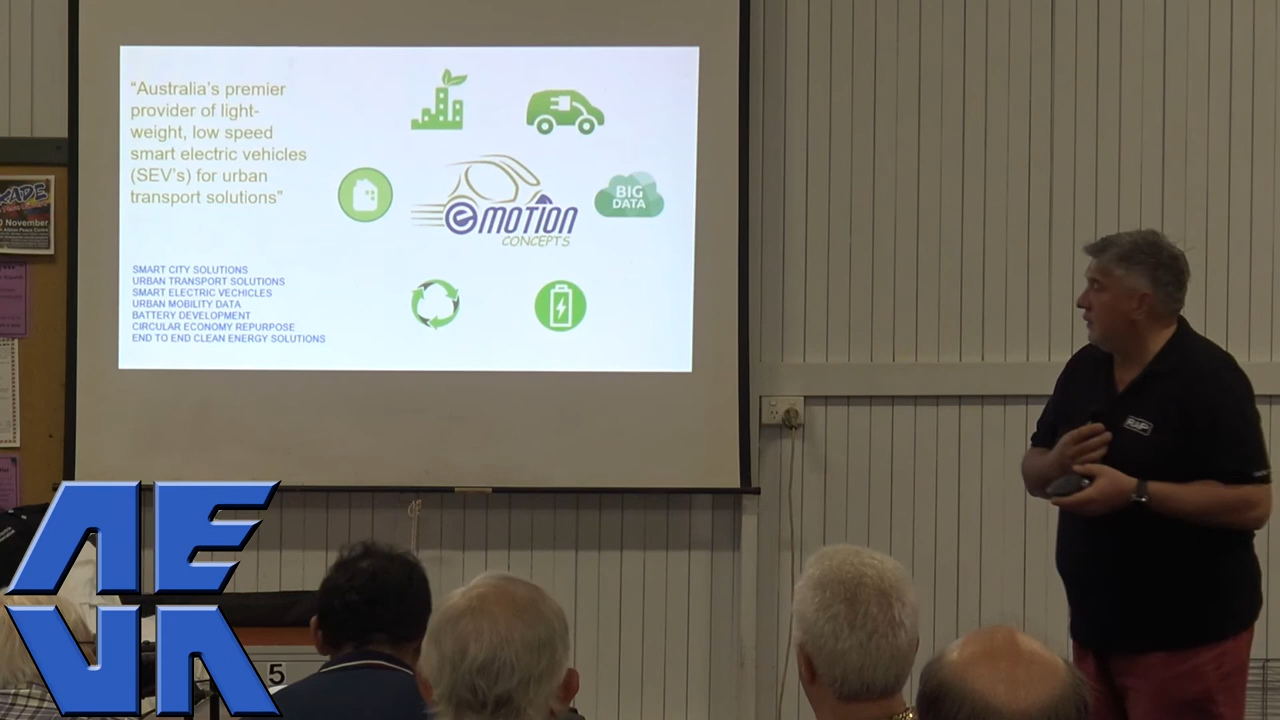 “Australia’s premier
provider of light-
weight, low speed
smart electric vehicles
(SEV’s) for urban
transport solutions”
BIG
DATA
eMOTION
CONCEPTS
SMART CITY SOLUTIONS
URBAN TRANSPORT SOLUTIONS
SMART ELECTRIC VECHICLES
URBAN MOBILITY DATA
BATTERY DEVELOPMENT
CIRCULAR ECONOMY REPURPOSE
END TO END CLEAN ENERGY SOLUTIONS
November
5